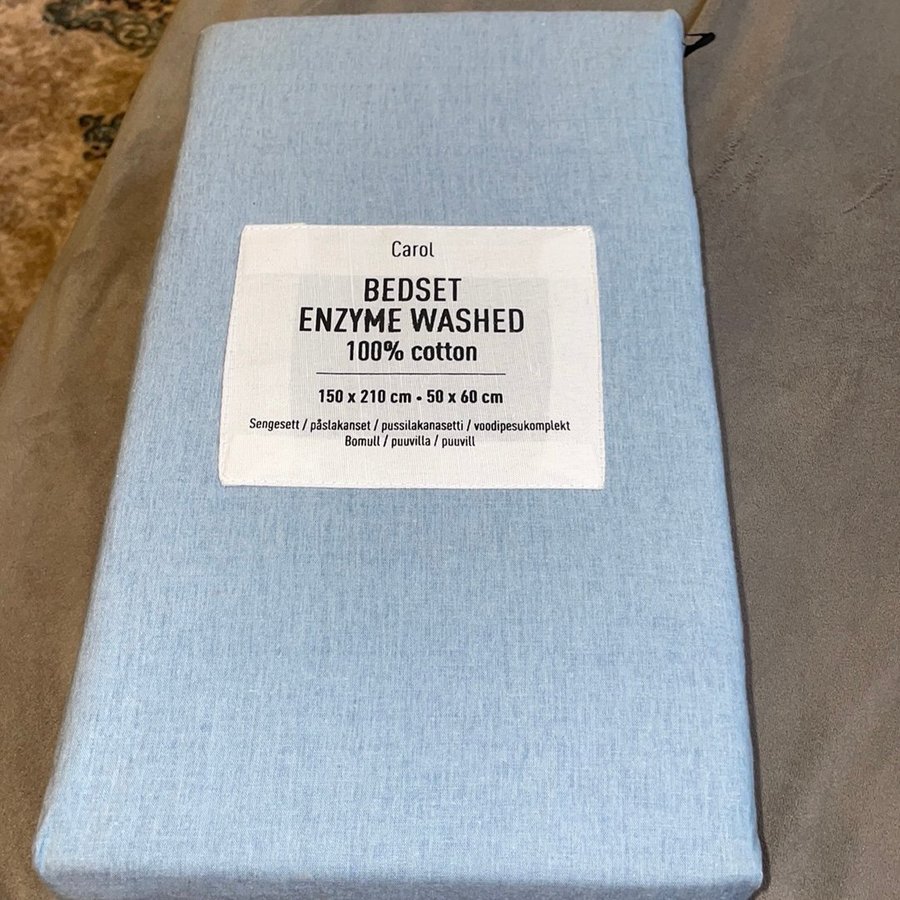 Carol
BEDSET
ENZYME WASHED
100% cotton
150 x 210 cm • 50 x 60 cm
Sengesett / påslakanset / pussilakanasetti / voodipesukomplekt
Bomull / puuvilla / puuvill